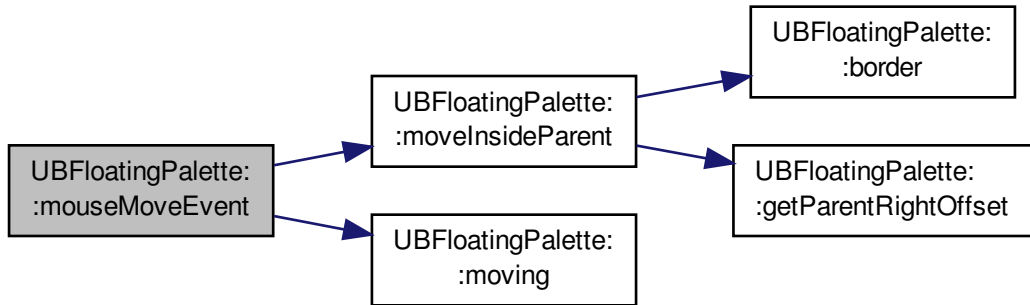 UBFloatingPalette:
:mouseMoveEvent
UBFloatingPalette:
:moveInsideParent
UBFloatingPalette:
:border
UBFloatingPalette:
:getParentRightOffset
UBFloatingPalette:
:moving